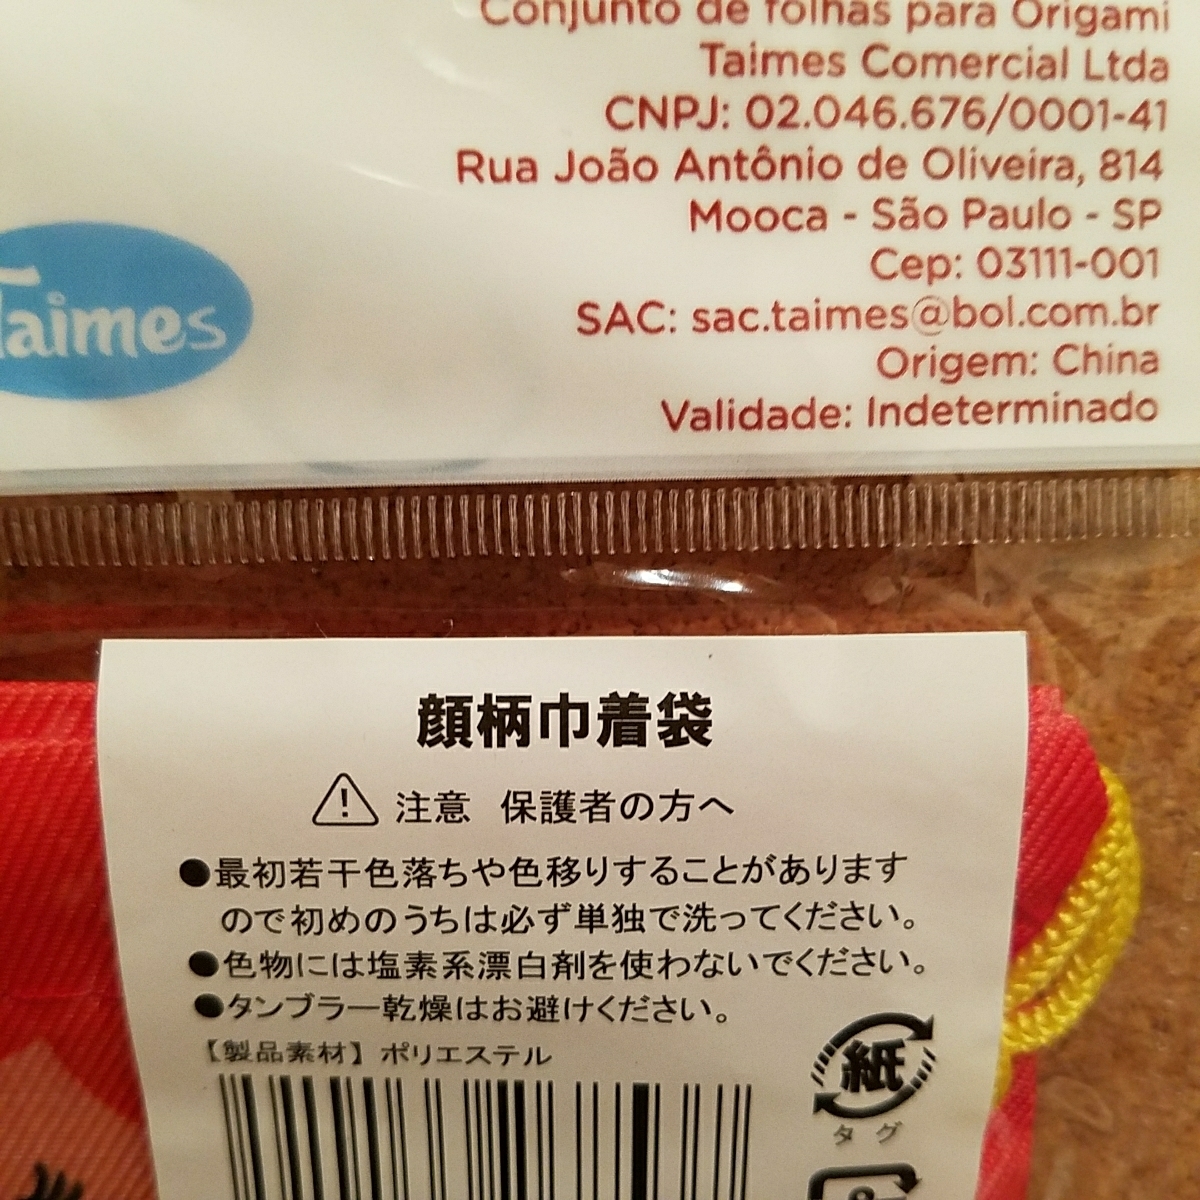 Conjunto de folhas para Origami
Taimes Comercial Ltda
CNPJ: 02.046.676/0001-41
Rua João Antônio de Oliveira, 814
Mooca - São Paulo - SP
Cep: 03111-001
SAC: sac.taimes@bol.com.br
Origem: China
Validade: Indeterminado
Taimes
顔柄巾着袋
注意 保護者の方へ
●最初若干色落ちや色移りすることがあります
ので初めのうちは必ず単独で洗ってください。
●色物には塩素系漂白剤を使わないでください。
●タンブラー乾燥はお避けください。
【製品素材】ポリエステル
紙
タグ